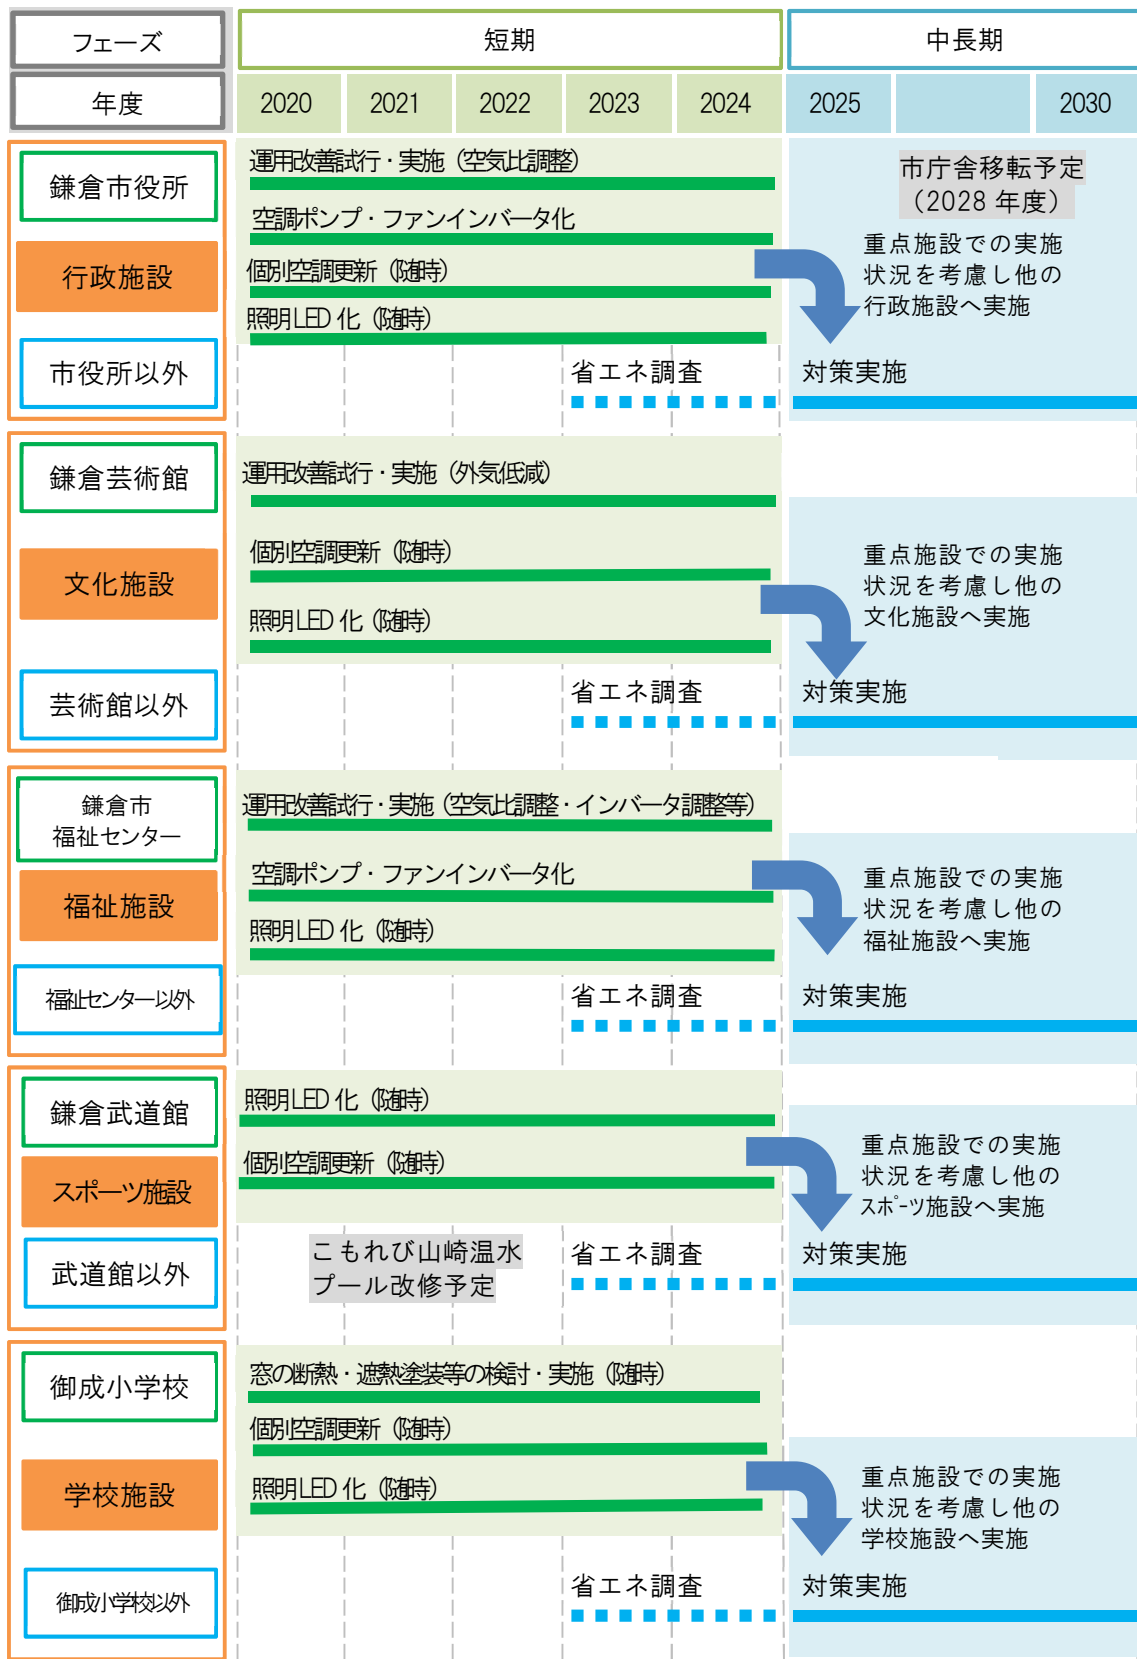 フェーズ
短期
中長期
年度
2020
2021
2022
2023
2024
2025
2030
鎌倉市役所
行政施設
市役所以外
運用改善試行・実施（空気比調整）
空調ポンプ・ファンインバータ化
個別空調更新（随時）
照明LED化（随時）
省エネ調査
市庁舎移転予定
（2028年度）
重点施設での実施
状況を考慮し他の
行政施設へ実施
対策実施
鎌倉芸術館
文化施設
芸術館以外
運用改善試行・実施（外気低減）
個別空調更新（随時）
照明LED化（随時）
省エネ調査
重点施設での実施
状況を考慮し他の
文化施設へ実施
対策実施
鎌倉市
福祉センター
福祉施設
福祉センター以外
運用改善試行・実施（空気比調整・インバータ調整等）
空調ポンプ・ファンインバータ化
照明LED化（随時）
省エネ調査
重点施設での実施
状況を考慮し他の
福祉施設へ実施
対策実施
鎌倉武道館
スポーツ施設
武道館以外
照明LED化（随時）
個別空調更新（随時）
こもれび山崎温水
プール改修予定
省エネ調査
重点施設での実施
状況を考慮し他の
ｽﾎﾟｰﾂ施設へ実施
対策実施
御成小学校
学校施設
御成小学校以外
窓の断熱・遮熱塗装等の検討・実施（随時）
個別空調更新（随時）
照明LED化（随時）
省エネ調査
重点施設での実施
状況を考慮し他の
学校施設へ実施
対策実施